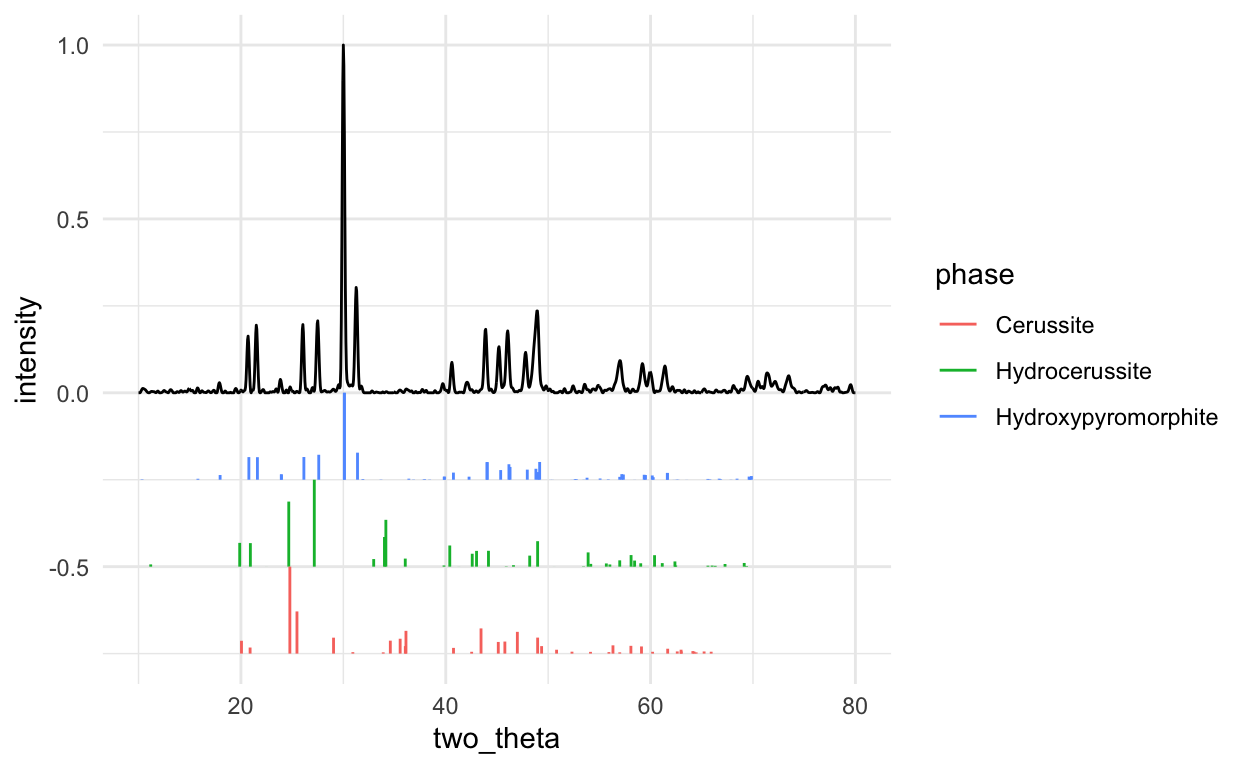 1.0
0.5
0.0
-0.5
intensity
20
40
60
80
two_theta
phase
Cerussite
Hydrocerussite
Hydroxypyromorphite